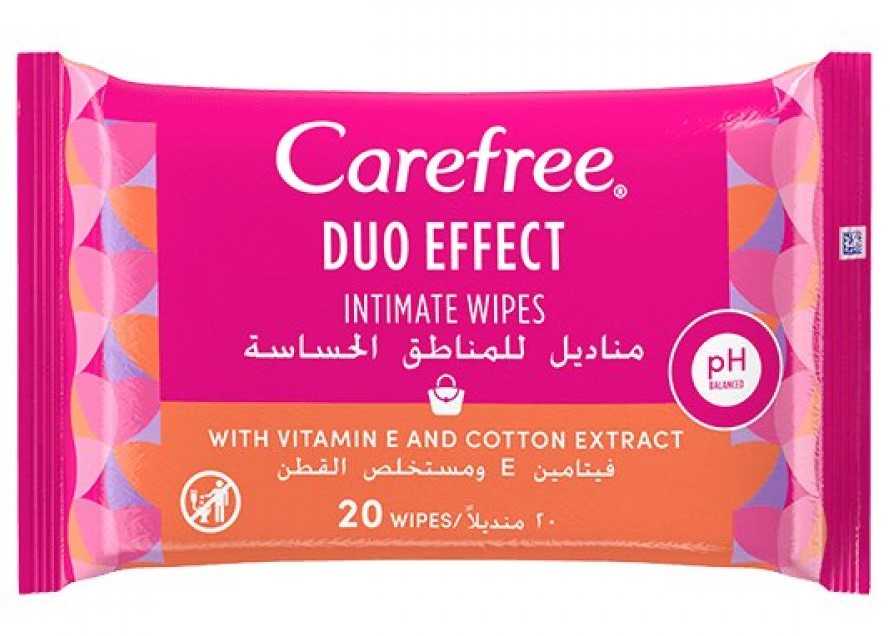 Carefree®
DUO EFFECT
INTIMATE WIPES
مناديل للمناطق الحساسة
pH
BALANCED
WITH VITAMIN E AND COTTON EXTRACT
فيتامين E ومستخلص القطن
20 WIPES/ ٢٠ منديلاً